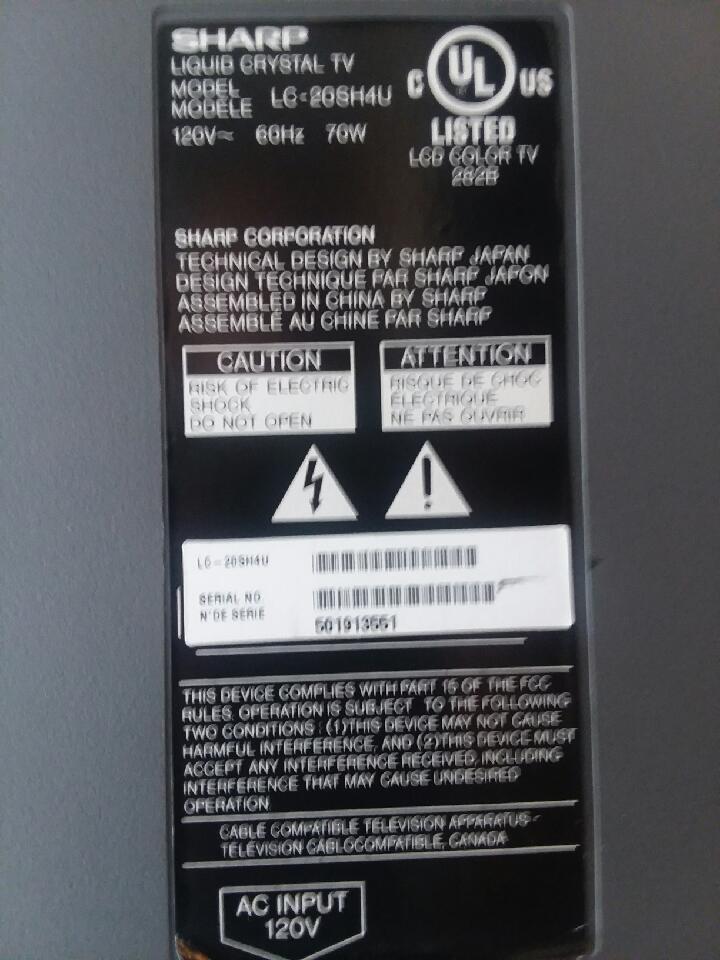 SHARP
LIQUID CRYSTAL TV
MODEL
MODÈLE LC-20SH4U
120V~ 60Hz 70W
C UL US
LISTED
LCD COLOR TV
282B
SHARP CORPORATION
TECHNICAL DESIGN BY SHARP JAPAN
DESIGN TECHNIQUE PAR SHARP JAPON
ASSEMBLED IN CHINA BY SHARP
ASSEMBLÉ AU CHINE PAR SHARP
CAUTION
RISK OF ELECTRIC
SHOCK
DO NOT OPEN
ATTENTION
RISQUE DE CHOC
ÉLECTRIQUE
NE PAS OUVRIR
LC-20SH4U
SERIAL NO.
N° DE SÉRIE
501913551
THIS DEVICE COMPLIES WITH PART 15 OF THE FCC
RULES. OPERATION IS SUBJECT TO THE FOLLOWING
TWO CONDITIONS : (1)THIS DEVICE MAY NOT CAUSE
HARMFUL INTERFERENCE, AND (2)THIS DEVICE MUST
ACCEPT ANY INTERFERENCE RECEIVED, INCLUDING
INTERFERENCE THAT MAY CAUSE UNDESIRED
OPERATION.
CABLE COMPATIBLE TELEVISION APPARATUS-
TÉLÉVISION CÂBLOCOMPATIBLE, CANADA
AC INPUT
120V